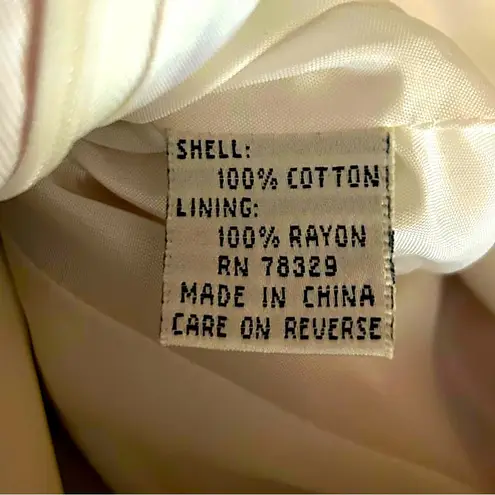 SHELL:
100% COTTON
LINING:
100% RAYON
RN 78329
MADE IN CHINA
CARE ON REVERSE